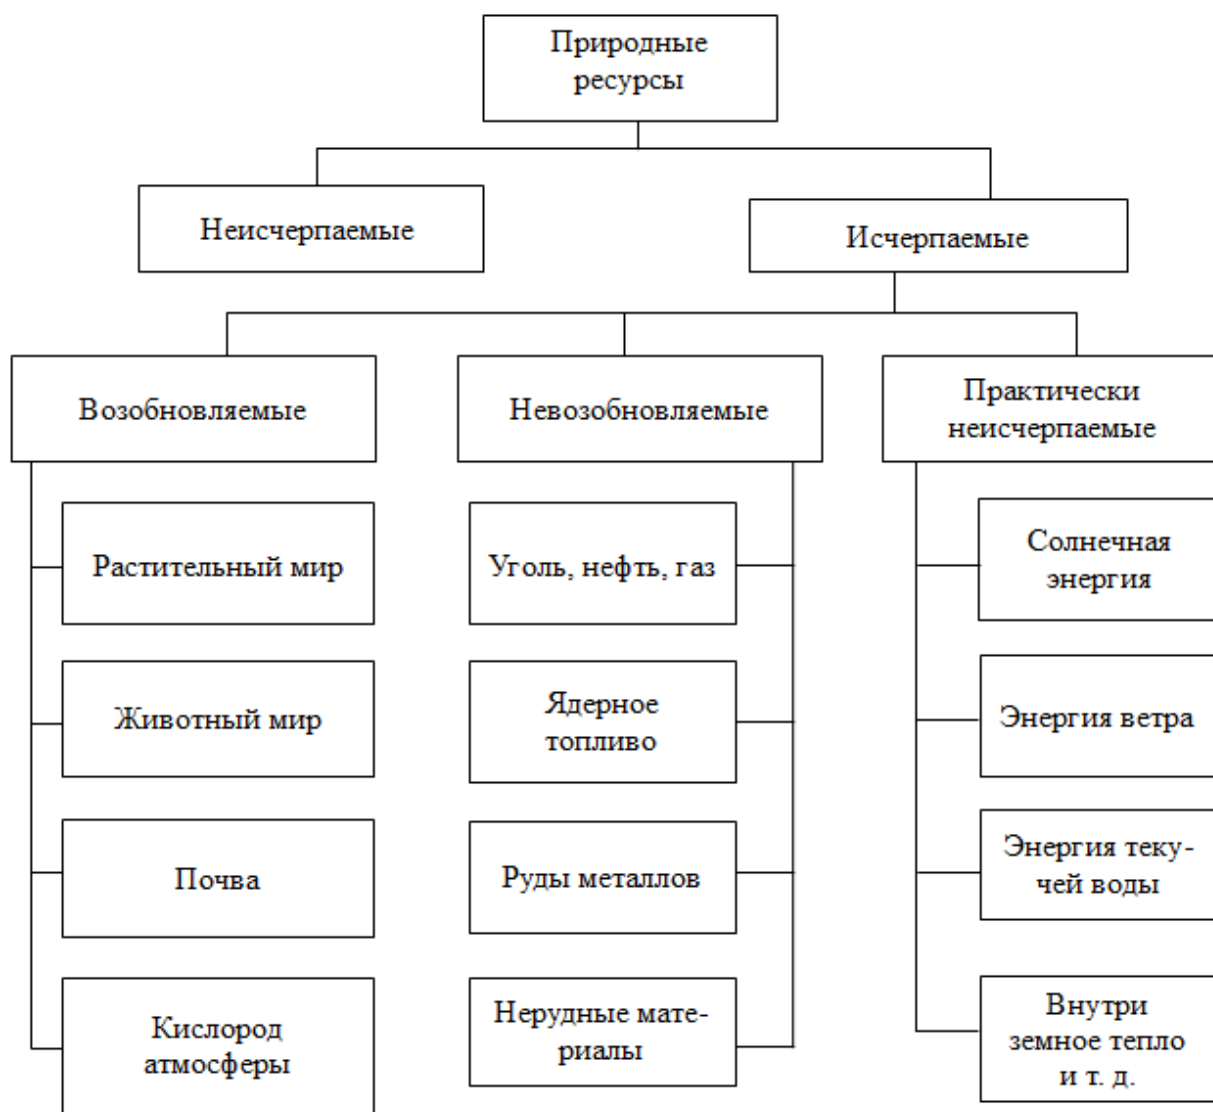 Природные
ресурсы
Неисчерпаемые
Исчерпаемые
Возобновляемые
Невозобновляемые
Практически
неисчерпаемые
Растительный мир
Уголь, нефть, газ
Солнечная
энергия
Животный мир
Ядерное
топливо
Энергия ветра
Почва
Руды металлов
Энергия теку-
чей воды
Кислород
атмосферы
Нерудные мате-
риалы
Внутри
земное тепло
и т. д.